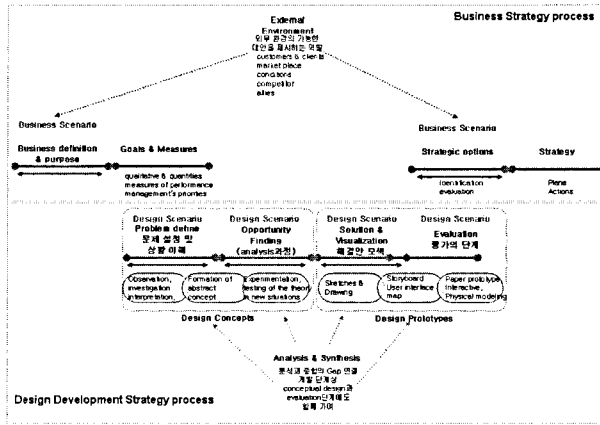 Business Strategy process
External
Environment
외부 환경의 가능한
대안을 제시하는 역할
customers & clients
market place
conditions
competitor
allies
Business Scenario
Business definition
& purpose
Goals & Measures
qualitative & quantities
measures of performance
management's priorities
Business Scenario
Strategic options
Identification
evaluation
Strategy
Plans
Actions
Design Scenario
Problem define
문제 설정 및
상황 이해
Design Scenario
Opportunity
Finding
(analysis과정)
Design Scenario
Solution &
Visualization
해결안 모색
Design Scenario
Evaluation
평가의 단계
Observation,
investigation
interpretation,
Formation of
abstract
concept
Experimentation,
testing of the theory
in new situations
Sketches &
Drawing
Storyboard
User interface
map
Paper prototype
Interactive,
Physical modeling
Design Concepts
Design Prototypes
Analysis & Synthesis
분석과 종합의 Gap 연결
개발 단계상
conceptual design과
evaluation단계에도
함께 기여
Design Development Strategy process